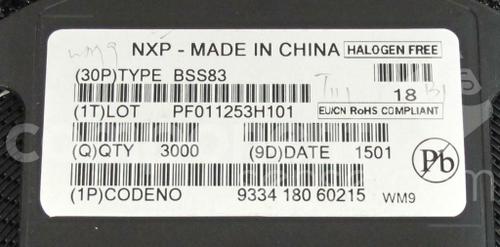 NXP - MADE IN CHINA HALOGEN FREE
WM9
(30P)TYPE BSS83
18
(1T)LOT PF011253H101 EU/CN RoHS COMPLIANT
(Q)QTY 3000 (9D)DATE 1501
Pb
(1P)CODENO 9334 180 60215 WM9